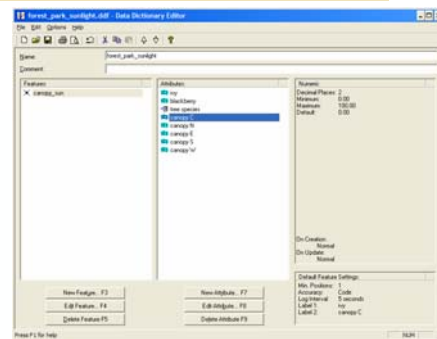 forest_park_sunlight.ddf - Data Dictionary Editor
File Edit Options Help
Name: forest_park_sunlight
Comment:
Features
canopy_sun
New Feature... F3
Edit Feature... F4
Delete Feature F5
Attributes
ivy
blackberry
tree species
canopy C
canopy N
canopy E
canopy S
canopy 'w'
New Attribute... F7
Edit Attribute... F8
Delete Attribute F9
Numeric
Decimal Places: 2
Minimum: 0.00
Maximum: 100.00
Default: 0.00
On Creation:
Normal
On Update:
Normal
Default Feature Settings:
Min. Positions: 1
Accuracy: Code
Log Interval: 5 seconds
Label 1: ivy
Label 2: canopy C
Press F1 for help
NUM